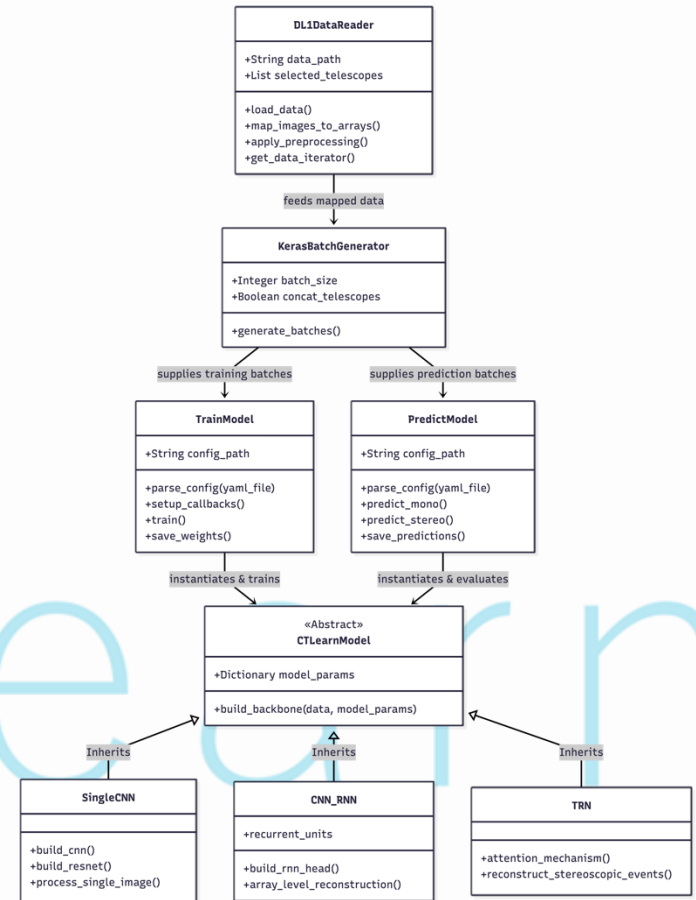 DL1DataReader
+String data_path
+List selected_telescopes
+load_data()
+map_images_to_arrays()
+apply_preprocessing()
+get_data_iterator()
feeds mapped data
KerasBatchGenerator
+Integer batch_size
+Boolean concat_telescopes
+generate_batches()
supplies training batches
supplies prediction batches
TrainModel
+String config_path
+parse_config(yaml_file)
+setup_callbacks()
+train()
+save_weights()
PredictModel
+String config_path
+parse_config(yaml_file)
+predict_mono()
+predict_stereo()
+save_predictions()
instantiates & trains
instantiates & evaluates
«Abstract»
CTLearnModel
+Dictionary model_params
+build_backbone(data, model_params)
earn
Inherits
Inherits
Inherits
SingleCNN
+build_cnn()
+build_resnet()
+process_single_image()
CNN_RNN
+recurrent_units
+build_rnn_head()
+array_level_reconstruction()
TRN
+attention_mechanism()
+reconstruct_stereoscopic_events()